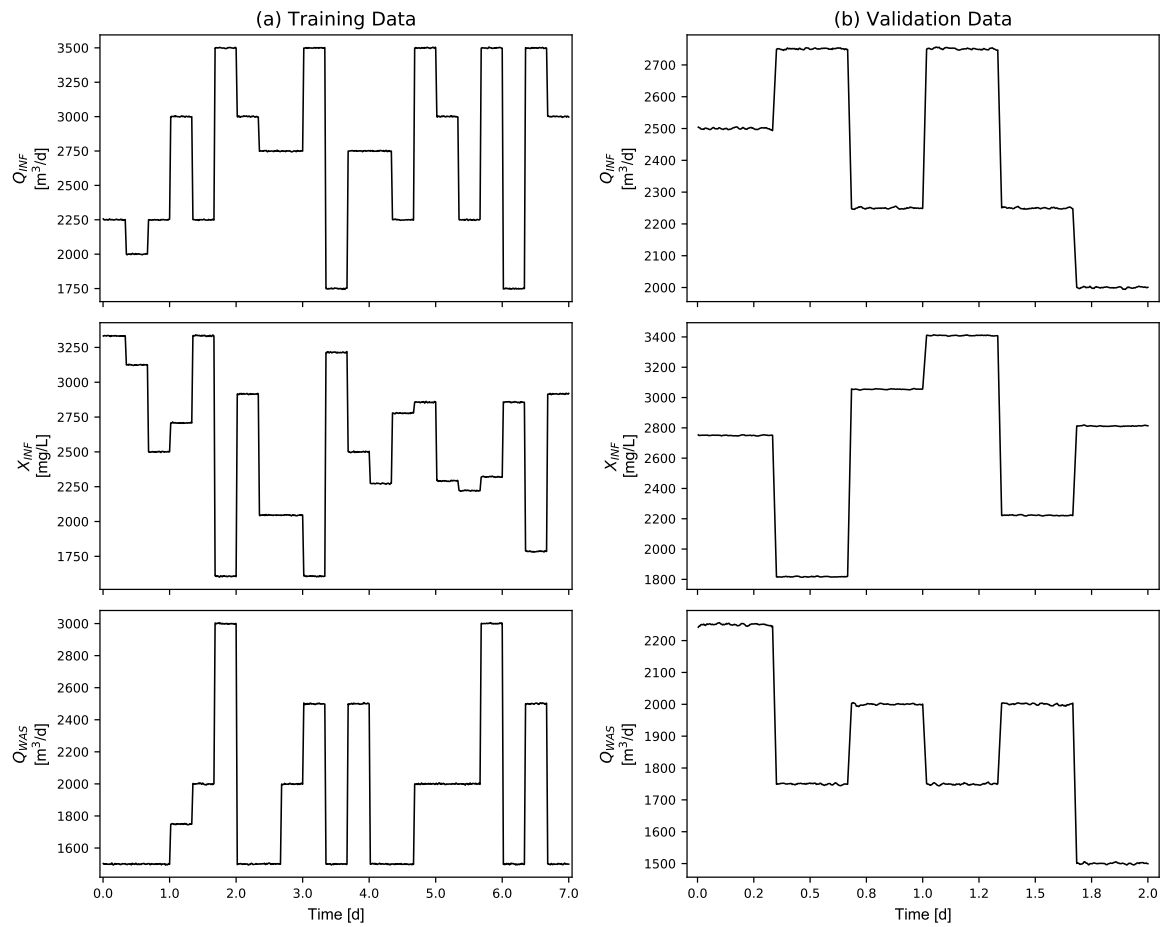 (a) Training Data
(b) Validation Data
3500
3250
3000
2750
2500
2250
2000
1750
Q_INF
[m³/d]
2700
2600
2500
2400
2300
2200
2100
2000
Q_INF
[m³/d]
3250
3000
2750
2500
2250
2000
1750
X_INF
[mg/L]
3400
3200
3000
2800
2600
2400
2200
2000
1800
X_INF
[mg/L]
3000
2800
2600
2400
2200
2000
1800
1600
Q_WAS
[m³/d]
0.0 1.0 2.0 3.0 4.0 5.0 6.0 7.0
Time [d]
2200
2100
2000
1900
1800
1700
1600
1500
Q_WAS
[m³/d]
0.0 0.2 0.5 0.8 1.0 1.2 1.5 1.8 2.0
Time [d]